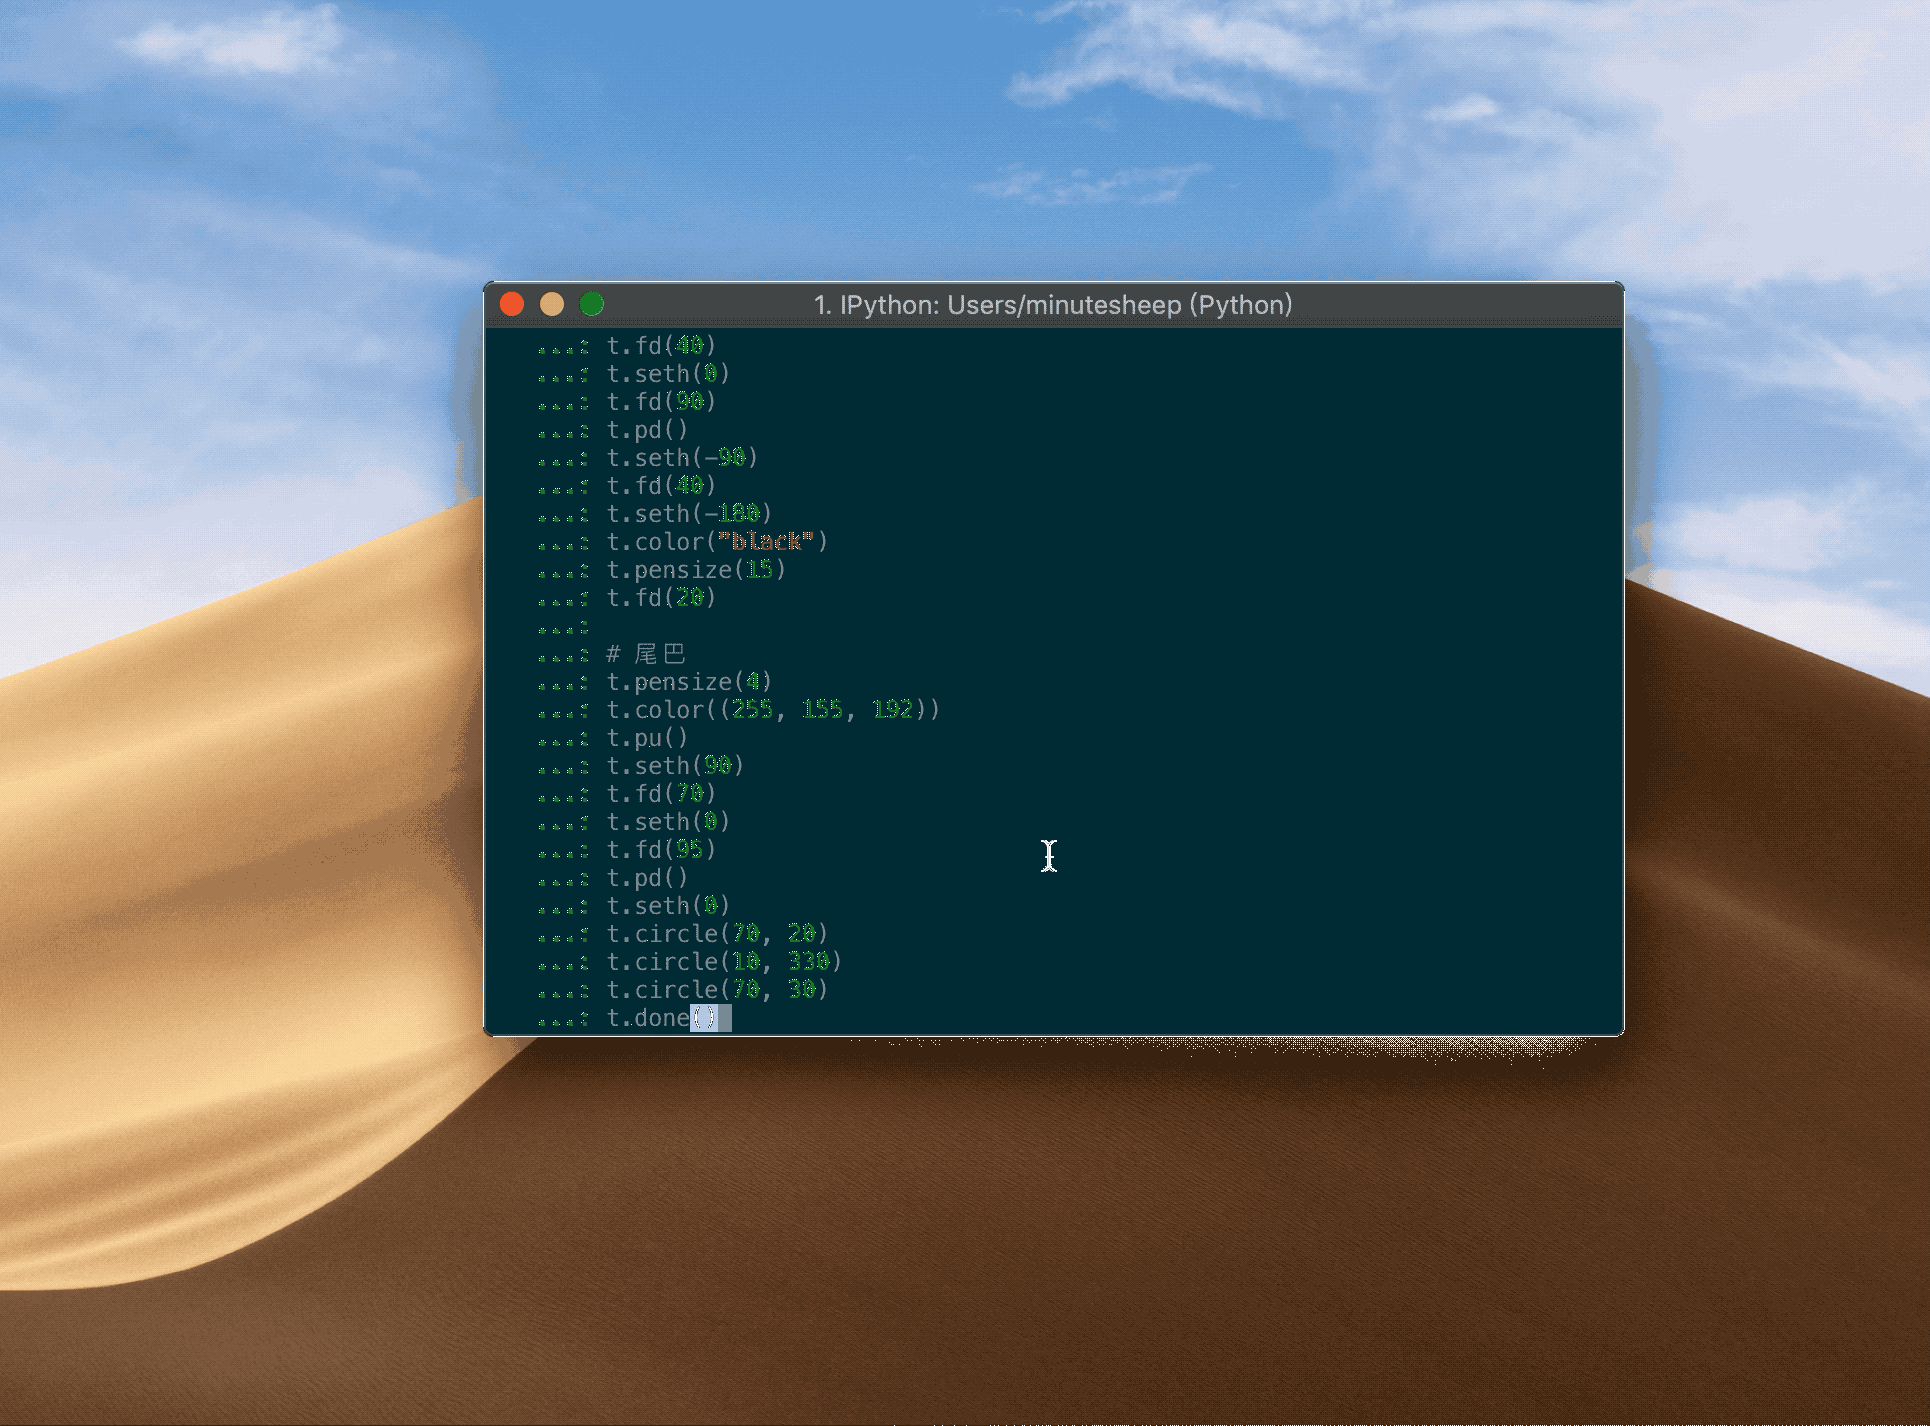 1. IPython: Users/minutesheep (Python)
...: t.fd(40)
...: t.seth(0)
...: t.fd(90)
...: t.pd()
...: t.seth(-90)
...: t.fd(40)
...: t.seth(-180)
...: t.color("black")
...: t.pensize(15)
...: t.fd(20)
...:
...: # 尾巴
...: t.pensize(4)
...: t.color((255, 155, 192))
...: t.pu()
...: t.seth(90)
...: t.fd(70)
...: t.seth(0)
...: t.fd(95)
...: t.pd()
...: t.seth(0)
...: t.circle(70, 20)
...: t.circle(10, 330)
...: t.circle(70, 30)
...: t.done()